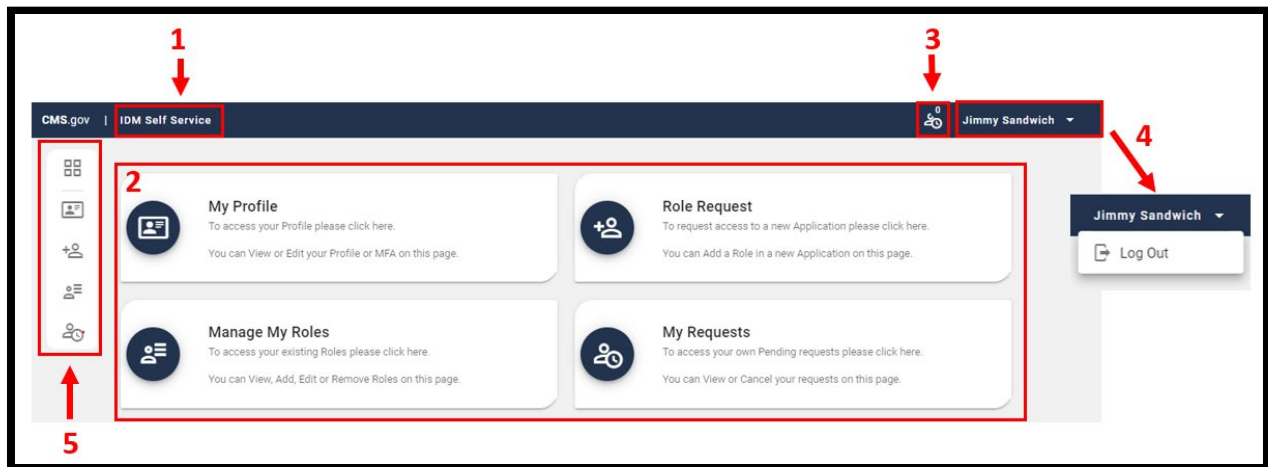 1
3
CMS.gov | IDM Self Service
0
Jimmy Sandwich
4
2
My Profile
To access your Profile please click here.
You can View or Edit your Profile or MFA on this page.
Role Request
To request access to a new Application please click here.
You can Add a Role in a new Application on this page.
Jimmy Sandwich
Log Out
Manage My Roles
To access your existing Roles please click here.
You can View, Add, Edit or Remove Roles on this page.
My Requests
To access your own Pending requests please click here.
You can View or Cancel your requests on this page.
5